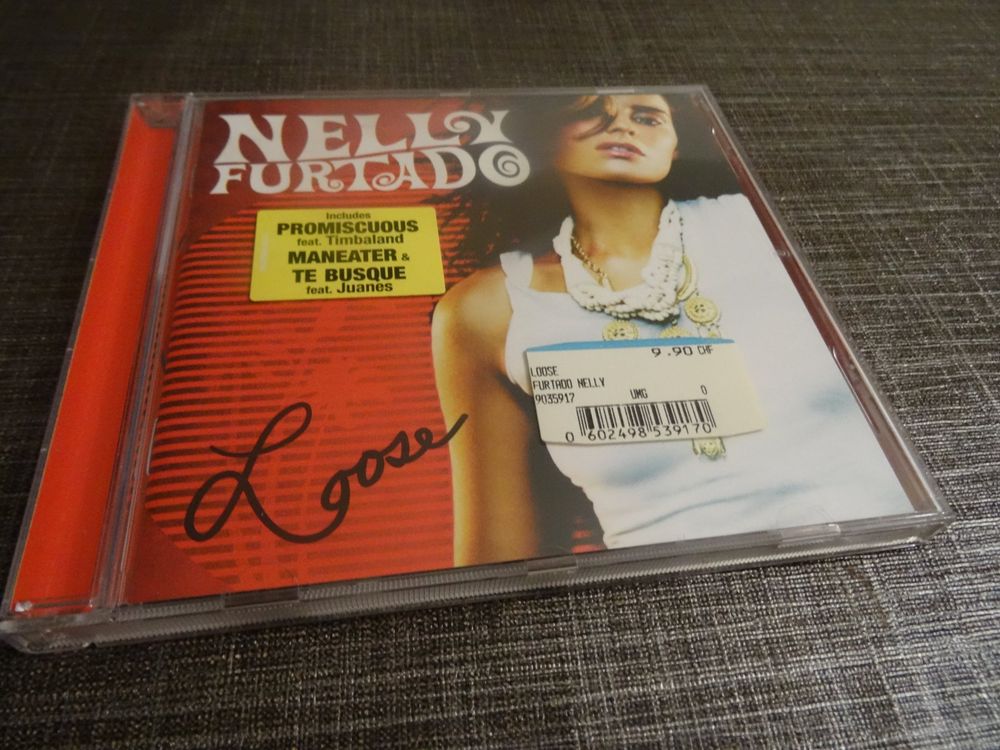 NELLY
FURTADO
Includes
PROMISCUOUS
feat. Timbaland
MANEATER &
TE BUSQUE
feat. Juanes
9.90 CHF
LOOSE
FURTADO NELLY
9035917 UMG 0
0 602498 539170
Loose